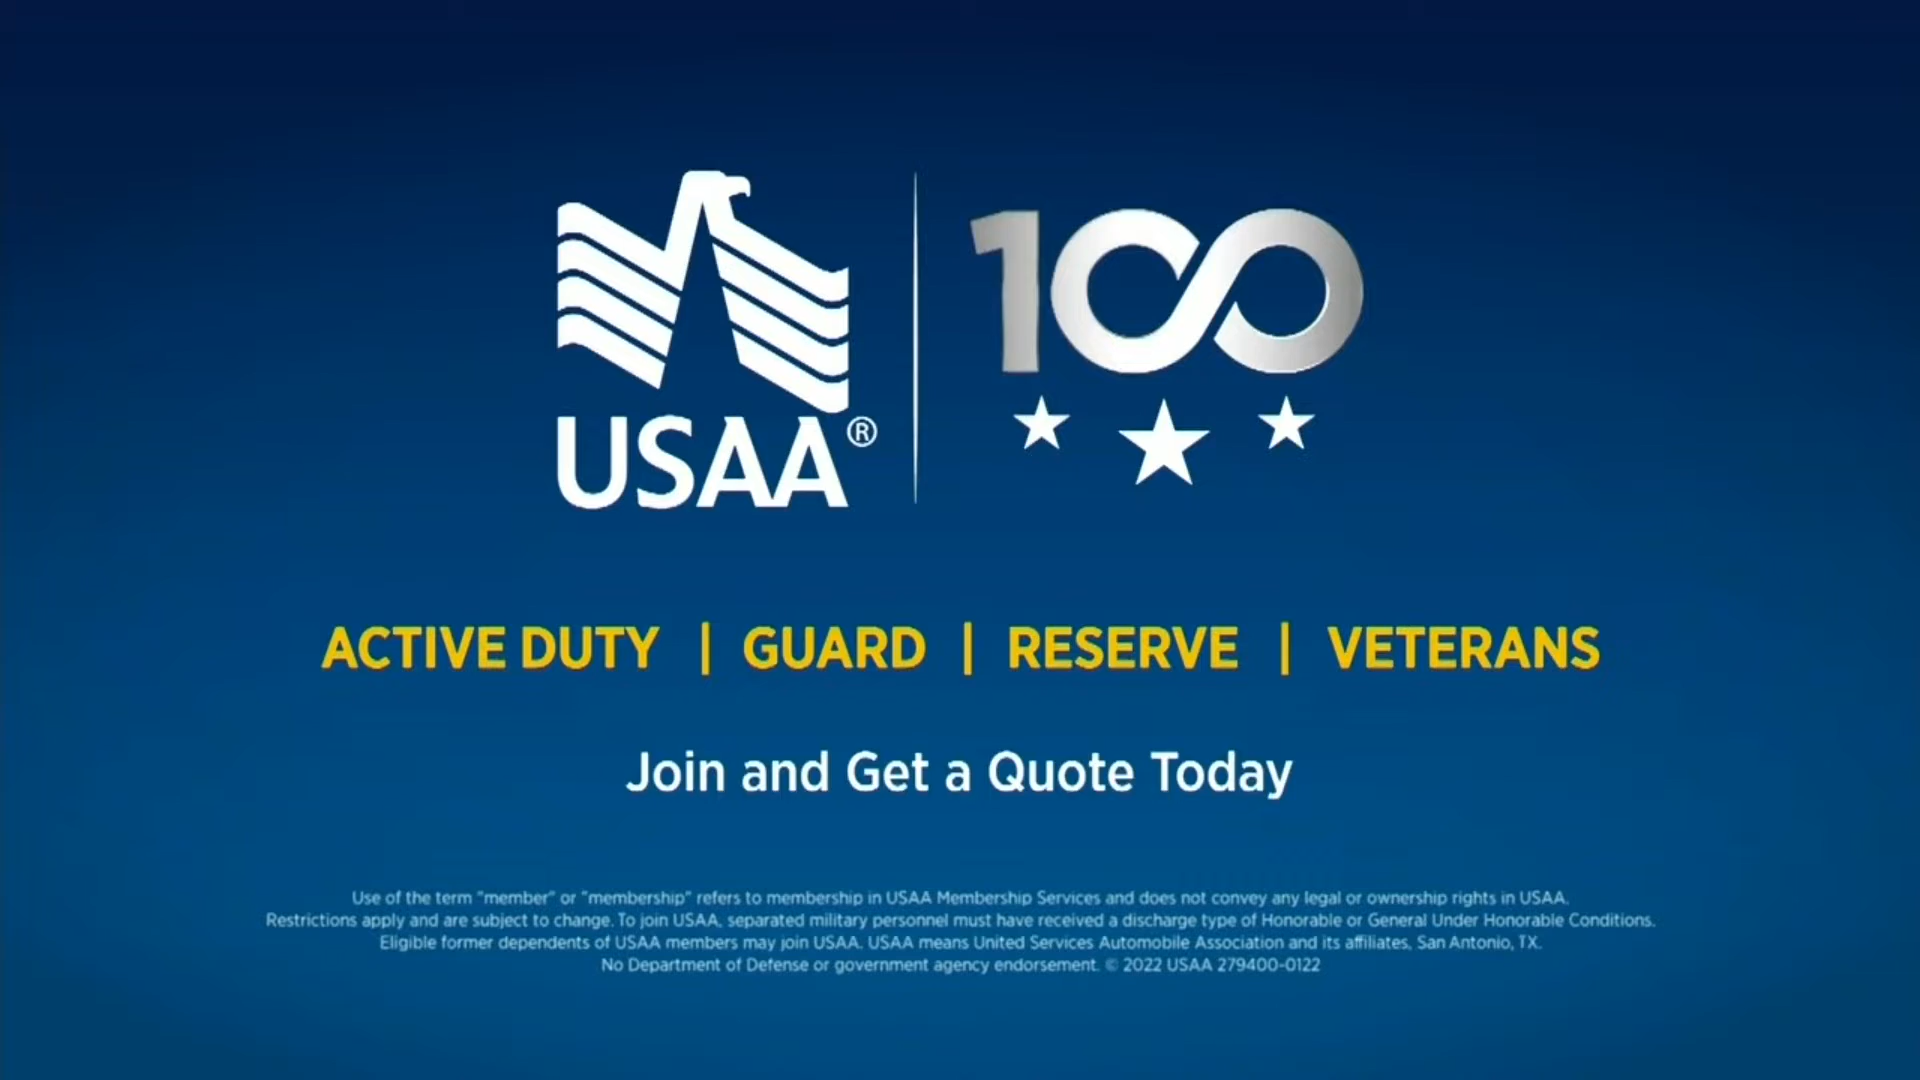 USAA®
100
ACTIVE DUTY | GUARD | RESERVE | VETERANS
Join and Get a Quote Today
Use of the term "member" or "membership" refers to membership in USAA Membership Services and does not convey any legal or ownership rights in USAA.
Restrictions apply and are subject to change. To join USAA, separated military personnel must have received a discharge type of Honorable or General Under Honorable Conditions.
Eligible former dependents of USAA members may join USAA. USAA means United Services Automobile Association and its affiliates, San Antonio, TX.
No Department of Defense or government agency endorsement. © 2022 USAA 279400-0122